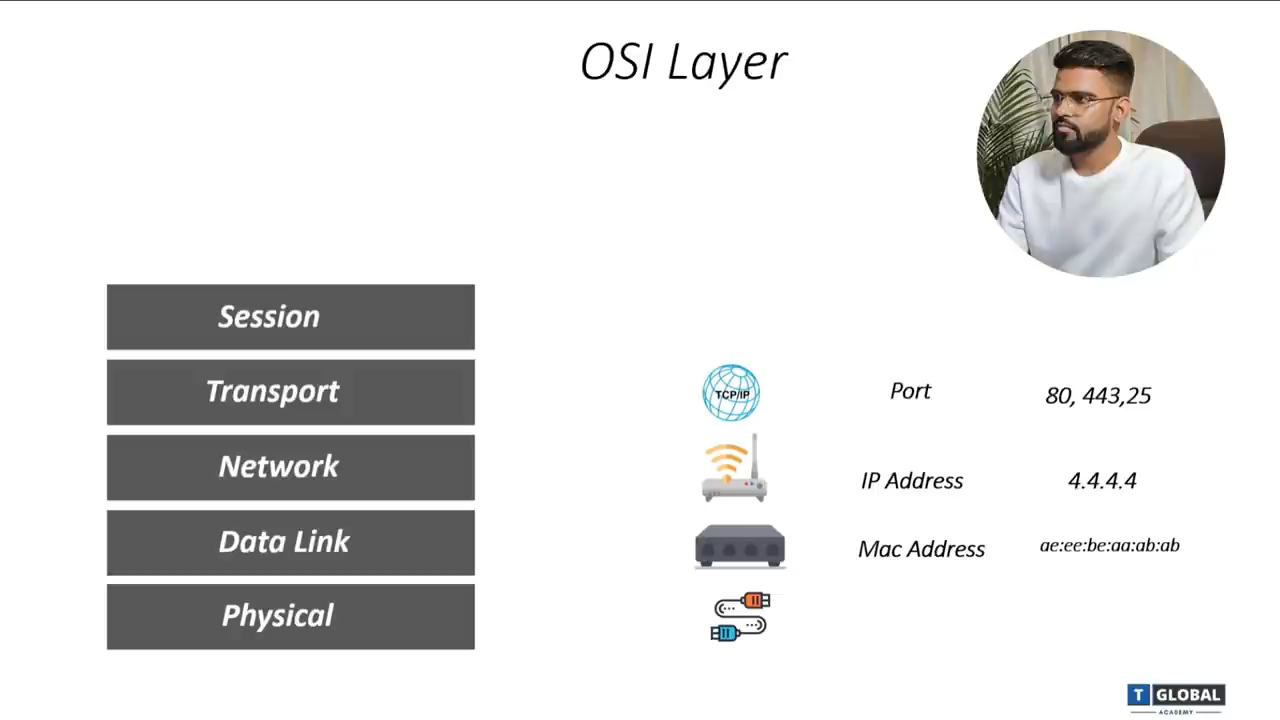 OSI Layer
Session
Transport
TCP/IP
Port
80, 443,25
Network
IP Address
4.4.4.4
Data Link
Mac Address
ae:ee:be:aa:ab:ab
Physical
T GLOBAL
ACADEMY